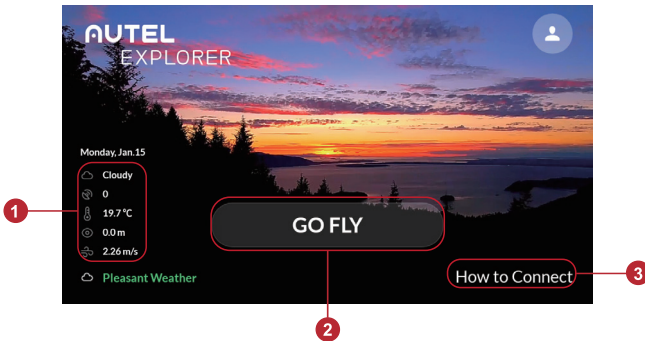 AUTEL
EXPLORER
Monday, Jan.15
Cloudy
0
19.7°C
0.0 m
2.26 m/s
Pleasant Weather
GO FLY
How to Connect
1
2
3